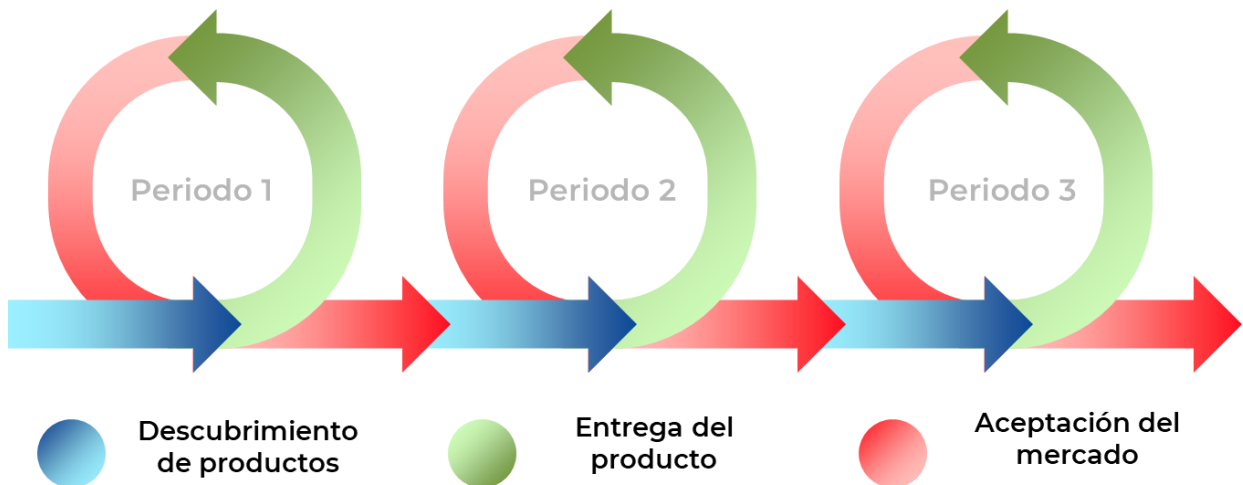 Periodo 1
Periodo 2
Periodo 3
Descubrimiento
de productos
Entrega del
producto
Aceptación del
mercado